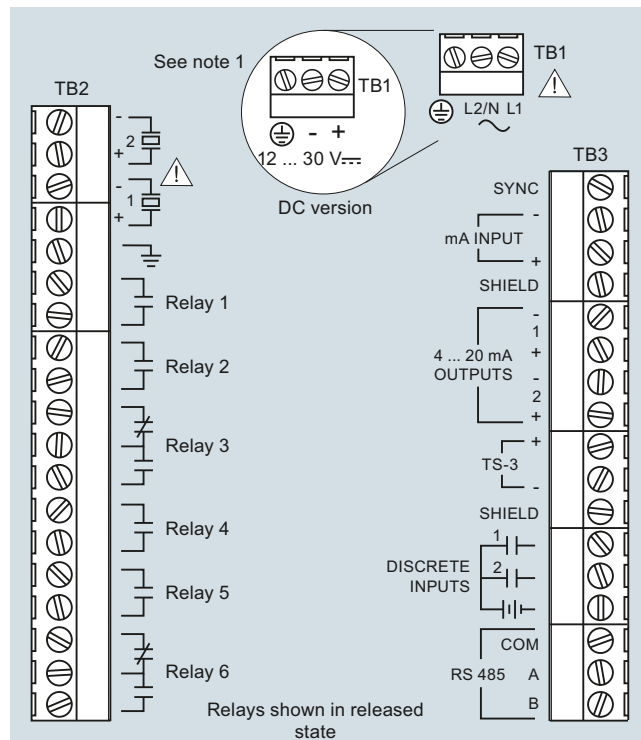 See note 1
TB1
- +
12 ... 30 V
DC version
TB1
L2/N L1
TB2
-
2
+
-
1
+
Relay 1
Relay 2
Relay 3
Relay 4
Relay 5
Relay 6
Relays shown in released
state
TB3
SYNC
-
mA INPUT
+
SHIELD
-
1
4 ... 20 mA
+
OUTPUTS
-
2
+
+
TS-3
-
SHIELD
1
DISCRETE
2
INPUTS
COM
RS 485 A
B